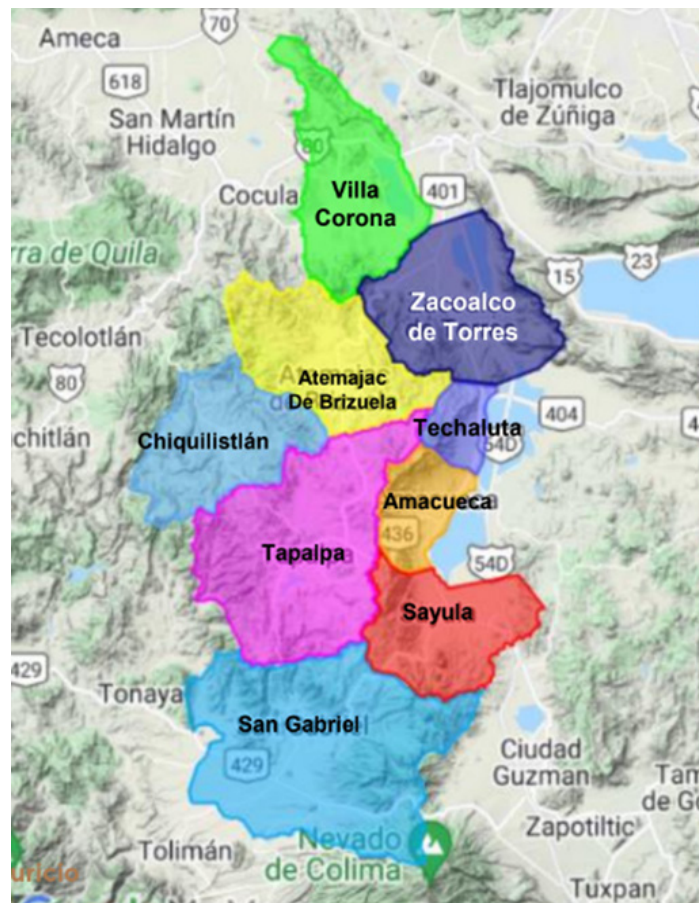 Ameca
70
618
San Martín
Hidalgo
80
Tlajomulco
de Zúñiga
Cocula
Villa
Corona
401
rra de Quila
15
23
Zacoalco
de Torres
Tecolotlán
80
Atemajac
De Brizuela
chitlán
Chiquilistlán
Techaluta
404
4
54D
Amacueca
436
Tapalpa
54D
Sayula
429
Tonaya
San Gabriel
429
Ciudad
Guzman
Tam
de G
Zapotiltic
Nevado
de Colima
Tolimán
uricio
Tuxpan